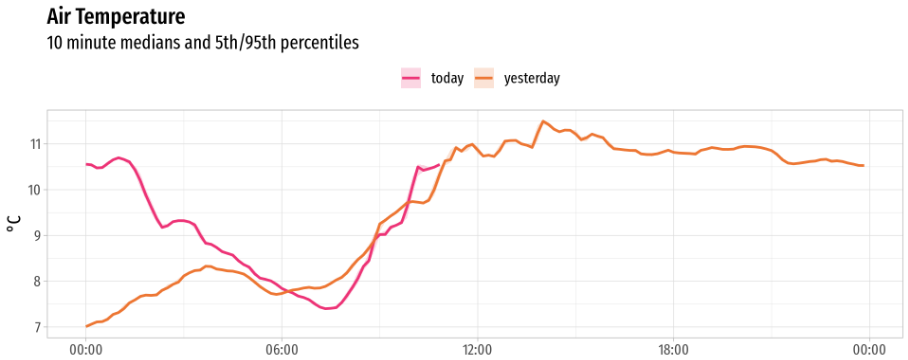 Air Temperature
10 minute medians and 5th/95th percentiles
today yesterday
11
10
9
8
7
°C
00:00 06:00 12:00 18:00 00:00